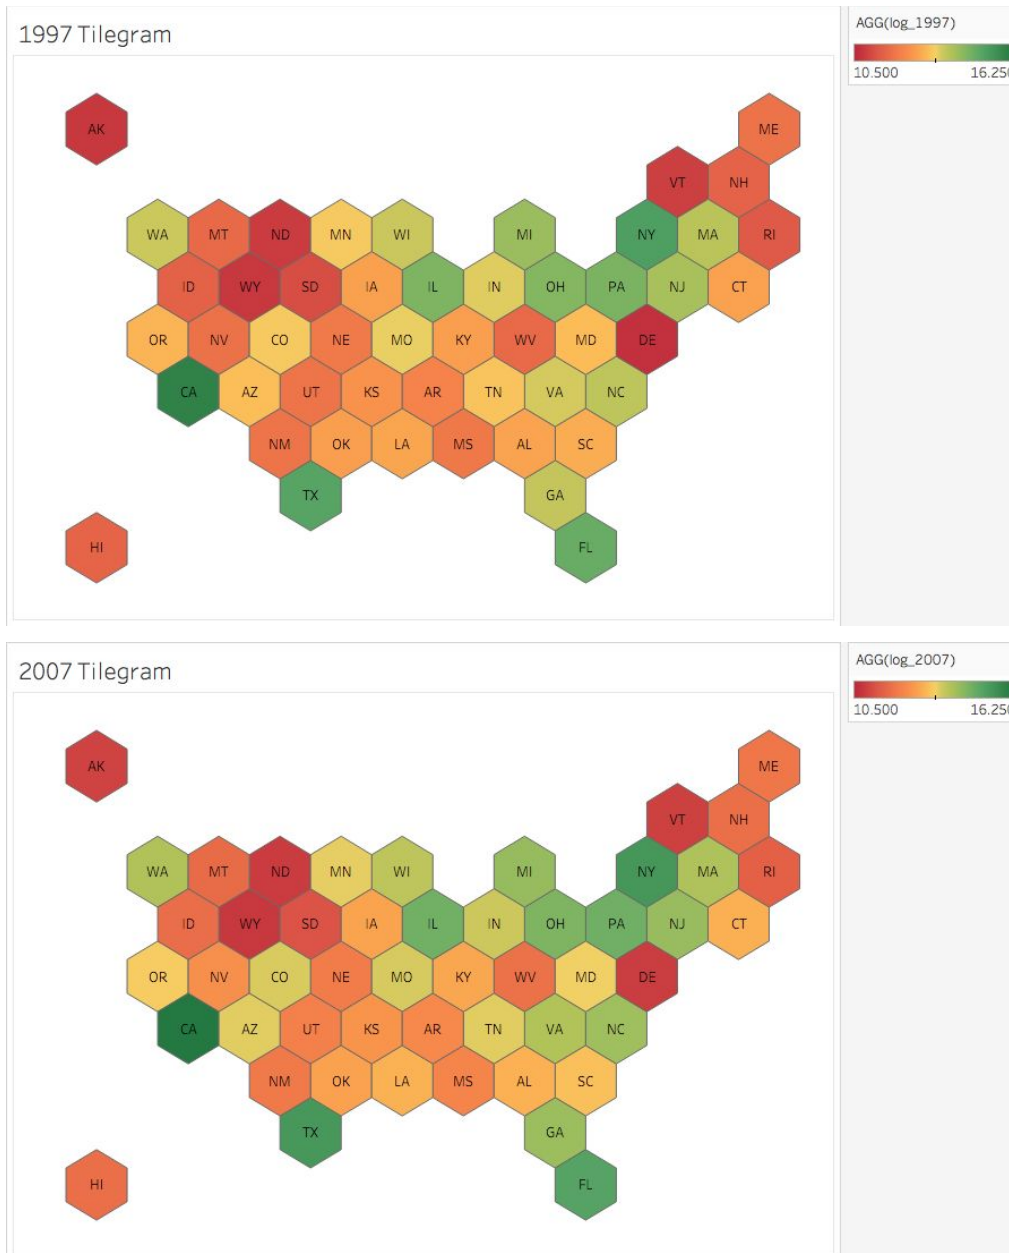 1997 Tilegram
AGG(log_1997)
10.500 16.250
AK ME
VT NH
WA MT ND MN WI MI NY MA RI
ID WY SD IA IL IN OH PA NJ CT
OR NV CO NE MO KY WV MD DE
CA AZ UT KS AR TN VA NC
NM OK LA MS AL SC
TX GA
HI FL
2007 Tilegram
AGG(log_2007)
10.500 16.250
AK ME
VT NH
WA MT ND MN WI MI NY MA RI
ID WY SD IA IL IN OH PA NJ CT
OR NV CO NE MO KY WV MD DE
CA AZ UT KS AR TN VA NC
NM OK LA MS AL SC
TX GA
HI FL